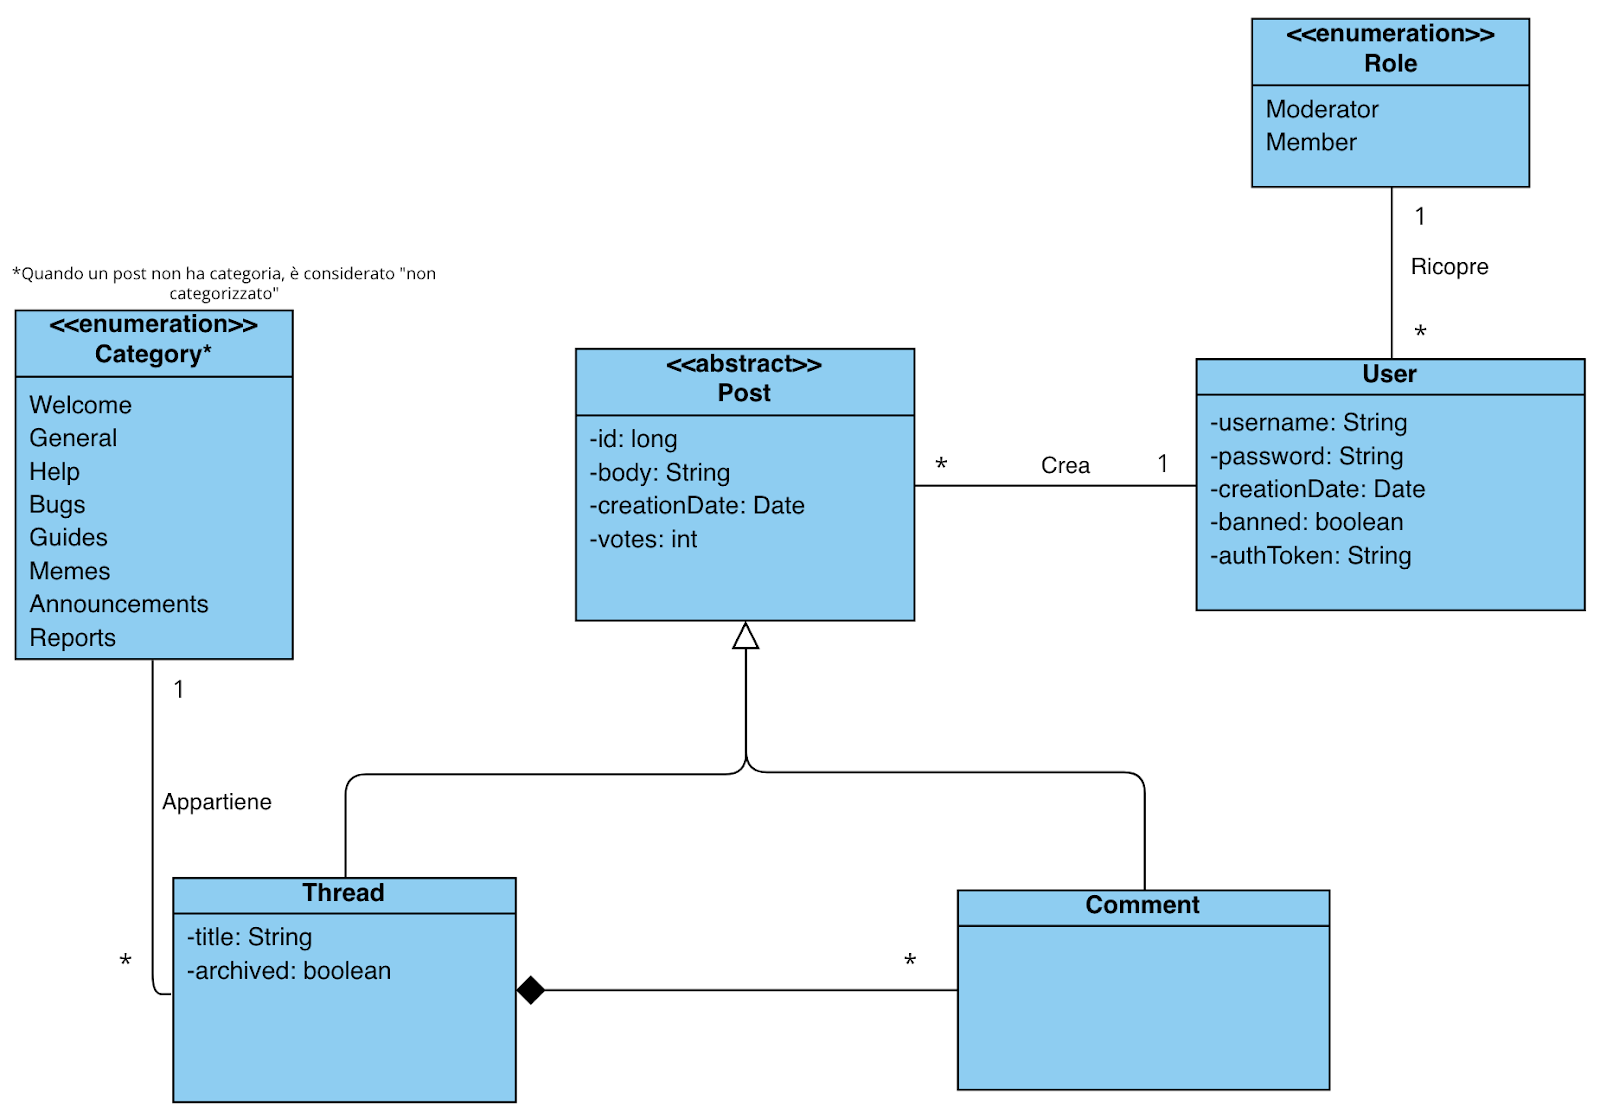 <<enumeration>>
Role
Moderator
Member
1
Ricopre
*
*Quando un post non ha categoria, è considerato "non
categorizzato"
<<enumeration>>
Category*
Welcome
General
Help
Bugs
Guides
Memes
Announcements
Reports
<<abstract>>
Post
-id: long
-body: String
-creationDate: Date
-votes: int
*
Crea
1
User
-username: String
-password: String
-creationDate: Date
-banned: boolean
-authToken: String
1
Appartiene
*
Thread
-title: String
-archived: boolean
*
Comment